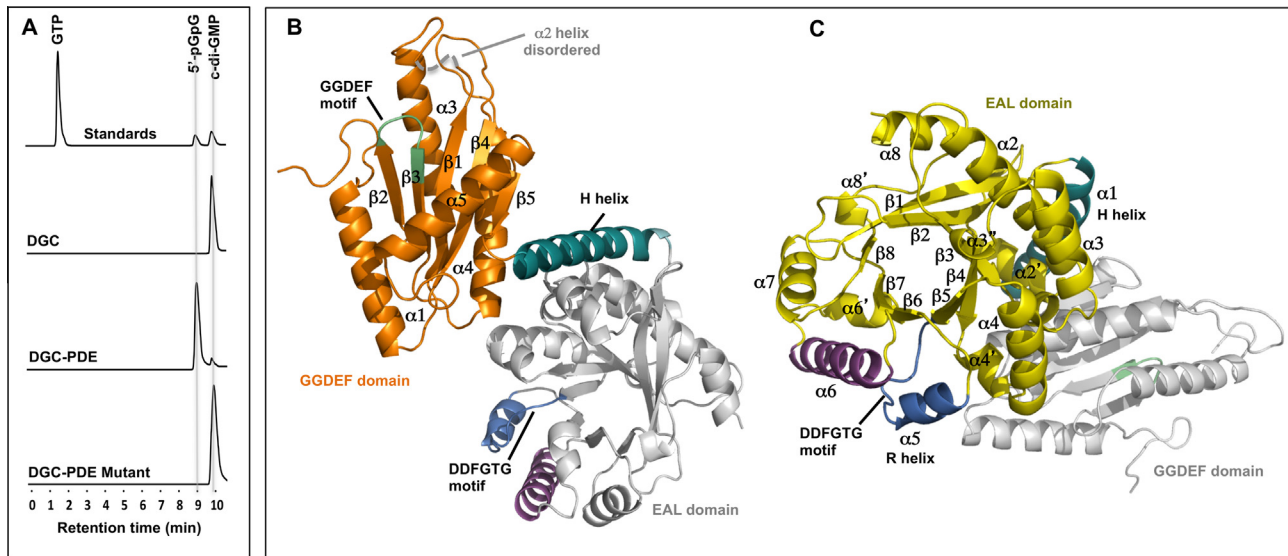 A
GTP
5'-pGpG
c-di-GMP
Standards
DGC
DGC-PDE
DGC-PDE Mutant
0 1 2 3 4 5 6 7 8 9 10
Retention time (min)
B
α2 helix
disordered
GGDEF
motif
α3
β4
β1
β3
β2
α5
β5
H helix
α4
α1
GGDEF domain
DDFGTG
motif
EAL domain
C
EAL domain
α8
α2
α8'
α1
H helix
β1
β2
α3"
α3
β3
β8
β4
α2'
α7
β7
β5
α6'
β6
α4
α4'
α6
DDFGTG
motif
α5
R helix
GGDEF domain